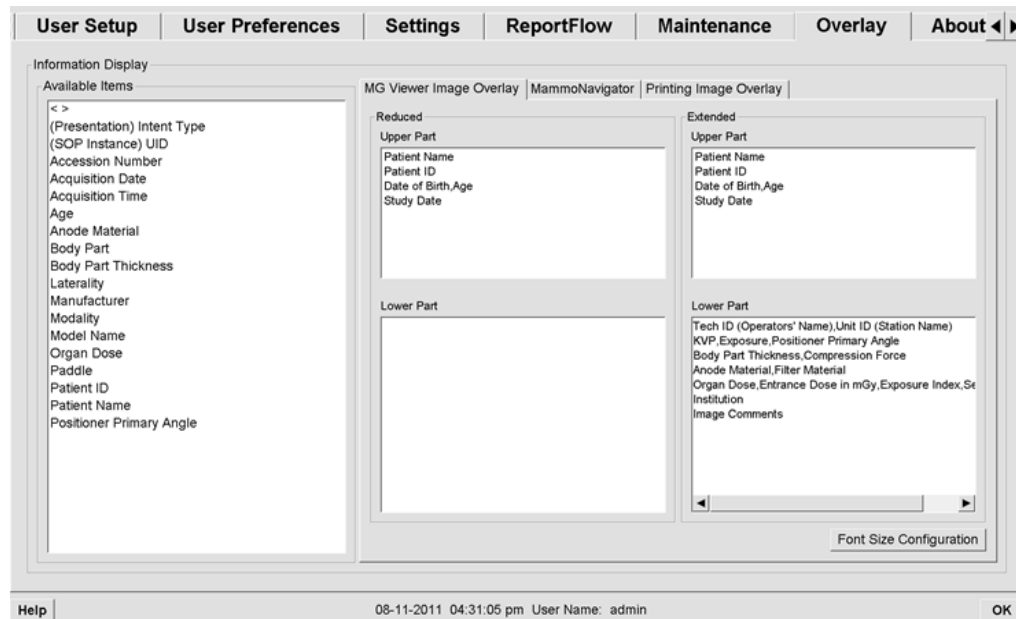 User Setup User Preferences Settings ReportFlow Maintenance Overlay About
Information Display
Available Items
< >
(Presentation) Intent Type
(SOP Instance) UID
Accession Number
Acquisition Date
Acquisition Time
Age
Anode Material
Body Part
Body Part Thickness
Laterality
Manufacturer
Modality
Model Name
Organ Dose
Paddle
Patient ID
Patient Name
Positioner Primary Angle
MG Viewer Image Overlay MammoNavigator Printing Image Overlay
Reduced
Upper Part
Patient Name
Patient ID
Date of Birth,Age
Study Date
Lower Part
Extended
Upper Part
Patient Name
Patient ID
Date of Birth,Age
Study Date
Lower Part
Tech ID (Operators' Name),Unit ID (Station Name)
KVP,Exposure,Positioner Primary Angle
Body Part Thickness,Compression Force
Anode Material,Filter Material
Organ Dose,Entrance Dose in mGy,Exposure Index,Se
Institution
Image Comments
Font Size Configuration
Help 08-11-2011 04:31:05 pm User Name: admin OK